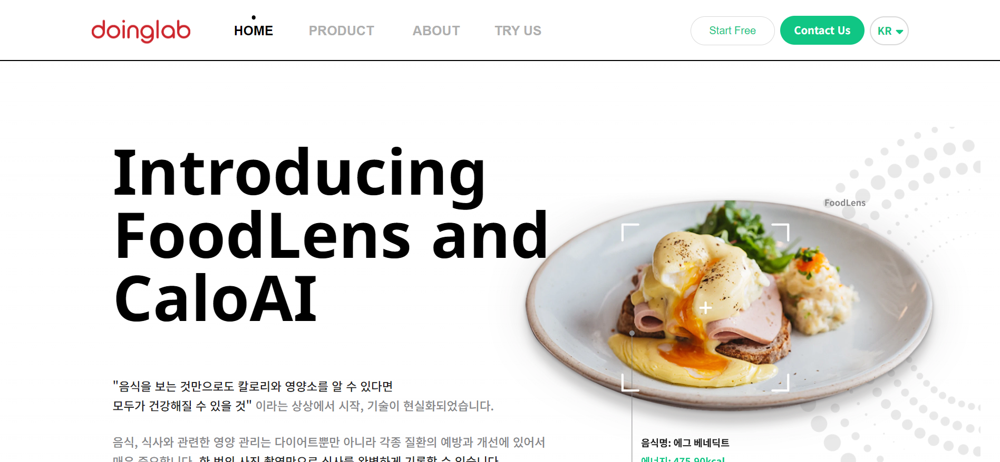 doinglab
HOME
PRODUCT
ABOUT
TRY US
Start Free
Contact Us
KR
Introducing
FoodLens and
CaloAI
FoodLens
"음식을 보는 것만으로도 칼로리와 영양소를 알 수 있다면
모두가 건강해질 수 있을 것" 이라는 상상에서 시작, 기술이 현실화되었습니다.
음식, 식사와 관련한 영양 관리는 다이어트뿐만 아니라 각종 질환의 예방과 개선에 있어서
매우 중요합니다. 한 번의 사진 촬영만으로 식사를 완벽하게 기록할 수 있습니다.
음식명: 에그 베네딕트
에너지: 475.90kcal